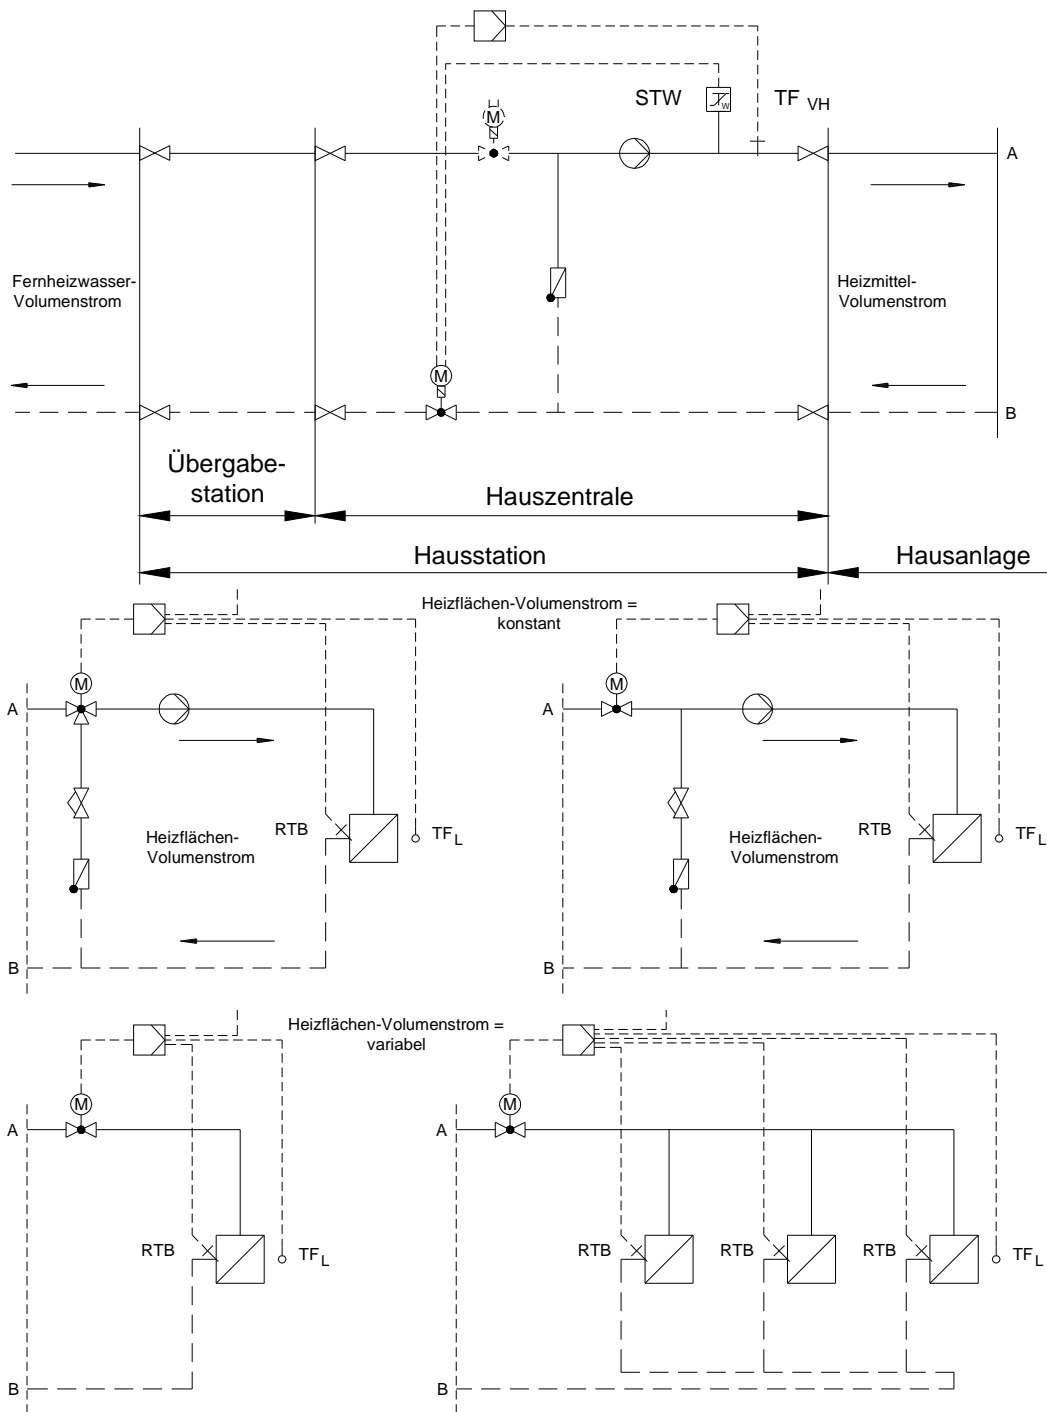 STW
TF VH
M
w
A
Fernheizwasser-
Volumenstrom
Heizmittel-
Volumenstrom
M
B
Übergabe-
station
Hauszentrale
Hausstation
Hausanlage
Heizflächen-Volumenstrom =
konstant
M
M
A
A
RTB
TF L
RTB
TF L
Heizflächen-
Volumenstrom
Heizflächen-
Volumenstrom
B
B
Heizflächen-Volumenstrom =
variabel
M
M
A
A
RTB
TF L
RTB
RTB
RTB
TF L
B
B